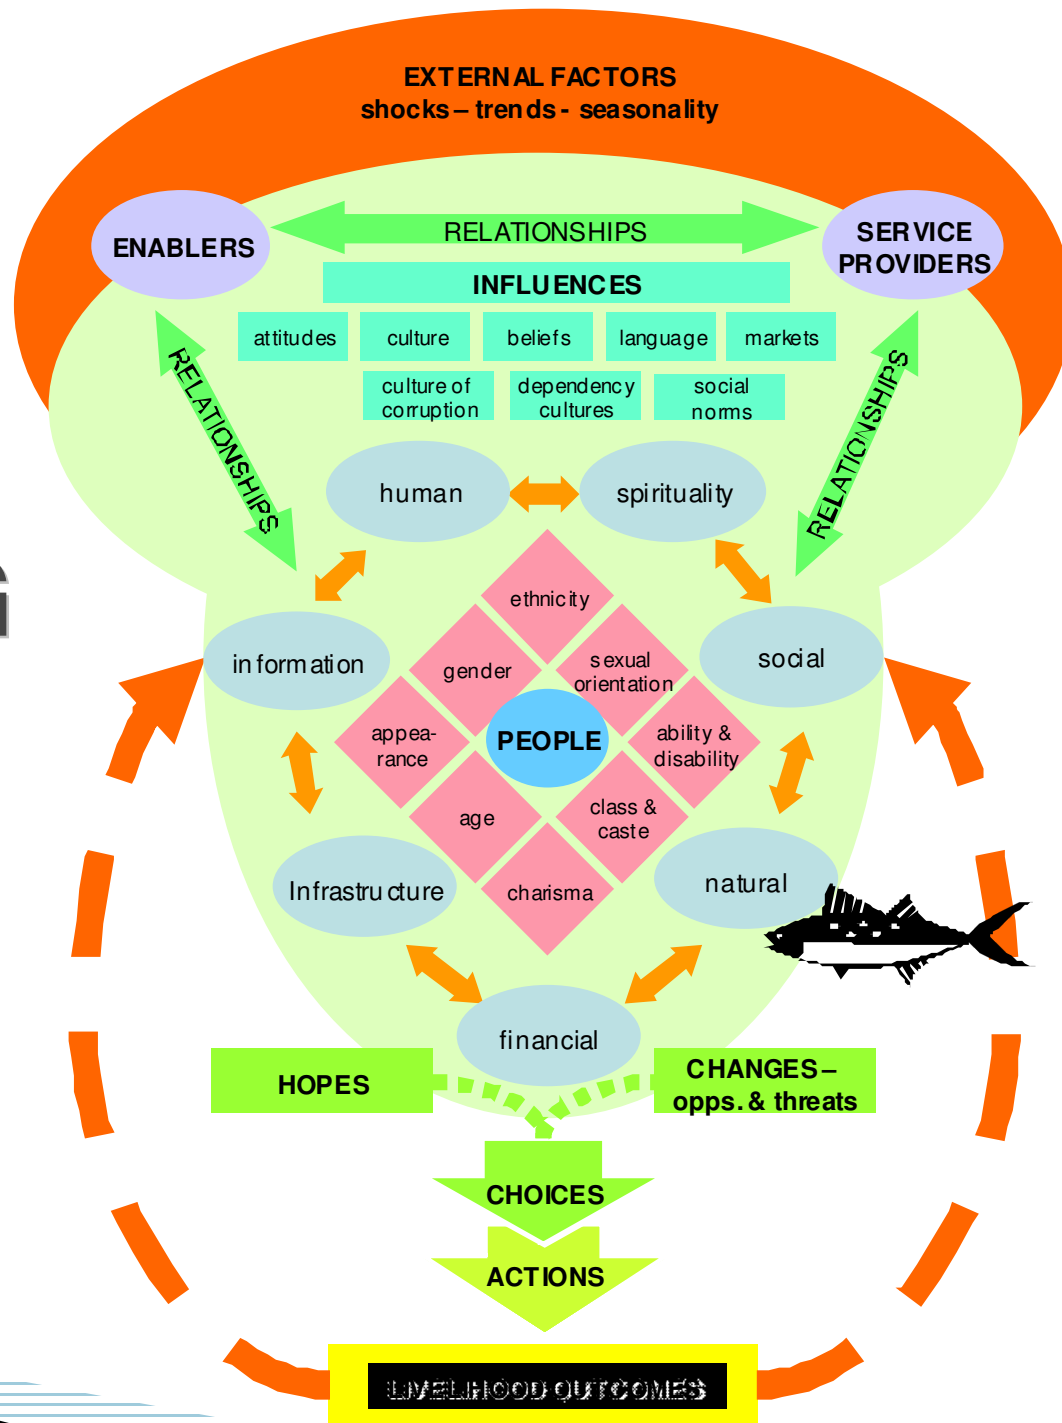 EXTERNAL FACTORS
shocks – trends - seasonality
ENABLERS
RELATIONSHIPS
SERVICE
PROVIDERS
INFLUENCES
attitudes
culture
beliefs
language
markets
culture of
corruption
dependency
cultures
social
norms
RELATIONSHIPS
RELATIONSHIPS
human
spirituality
information
social
ethnicity
gender
sexual
orientation
appea-
rance
PEOPLE
ability &
disability
age
class &
caste
charisma
Infrastructure
natural
financial
HOPES
CHANGES –
opps. & threats
CHOICES
ACTIONS
LIVELIHOOD OUTCOMES